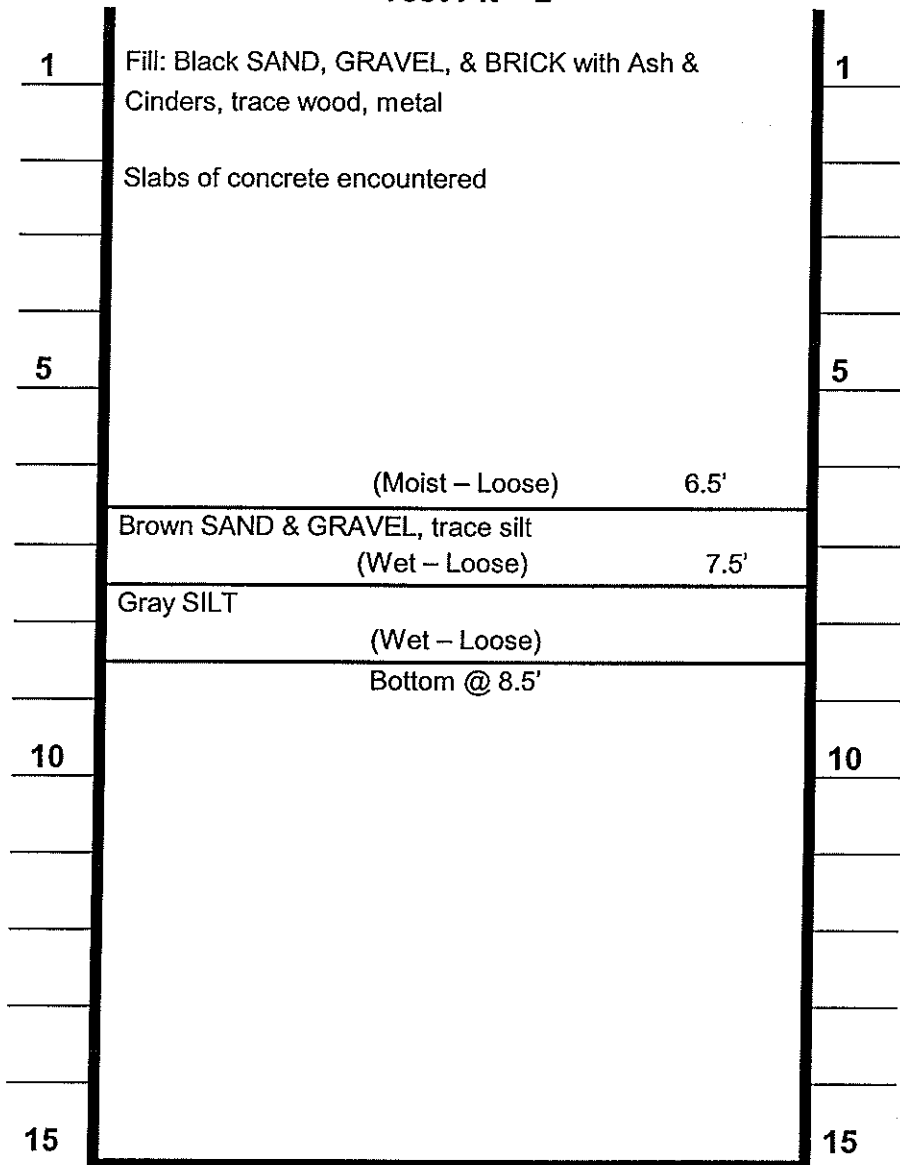 1
Fill: Black SAND, GRAVEL, & BRICK with Ash &
1
Cinders, trace wood, metal
Slabs of concrete encountered
5
5
(Moist – Loose) 6.5'
Brown SAND & GRAVEL, trace silt
(Wet – Loose) 7.5'
Gray SILT
(Wet – Loose)
Bottom @ 8.5'
10
10
15
15